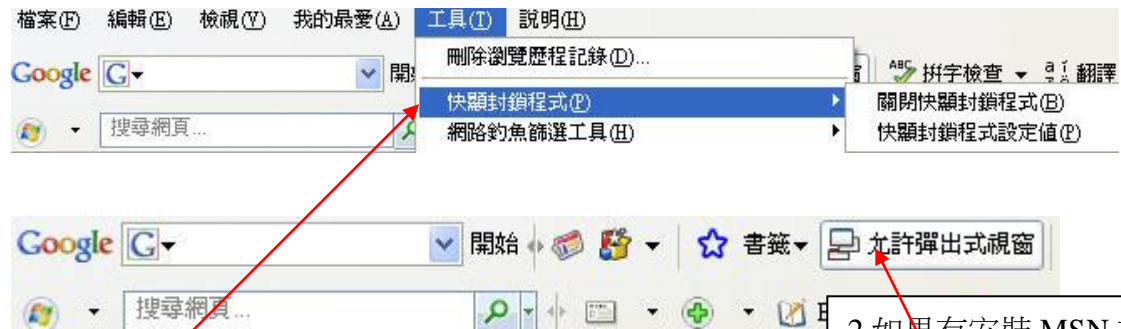 檔案(F) 編輯(E) 檢視(V) 我的最愛(A) 工具(T) 說明(H)
刪除瀏覽歷程記錄(D)...
Google G 開始 ABC 拼字檢查 翻譯
快顯封鎖程式(P) 關閉快顯封鎖程式(B)
搜尋網頁... 網路釣魚篩選工具(H) 快顯封鎖程式設定值(P)
Google G 開始 書籤 允許彈出式視窗
搜尋網頁...
2.如果有安裝 MSN